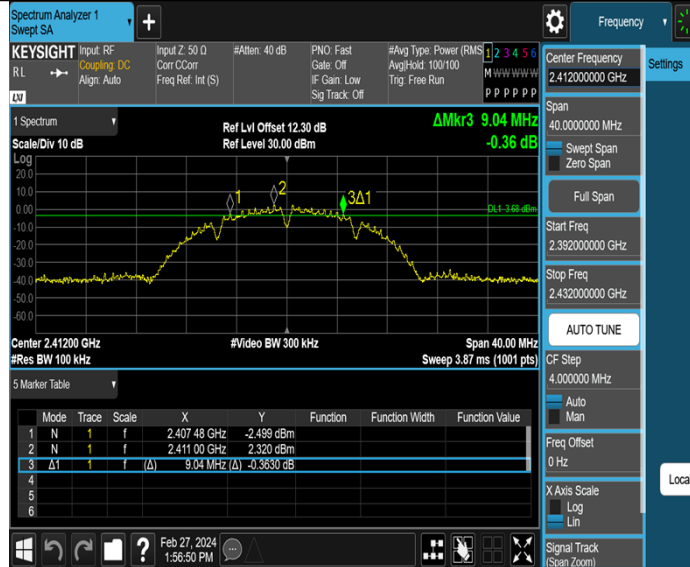 Spectrum Analyzer 1
Swept SA
+
Frequency
KEYSIGHT
RL
Input: RF
Coupling: DC
Align: Auto
Input Z: 50 Ω
Corr CCorr
Freq Ref: Int (S)
#Atten: 40 dB
PNO: Fast
Gate: Off
IF Gain: Low
Sig Track: Off
#Avg Type: Power (RMS
Avg|Hold: 100/100
Trig: Free Run
1 2 3 4 5 6
M W W W W W
P P P P P P
LXI
1 Spectrum
Scale/Div 10 dB
Ref Lvl Offset 12.30 dB
Ref Level 30.00 dBm
ΔMkr3 9.04 MHz
-0.36 dB
Log
20.0
10.0
0.00
-10.0
-20.0
-30.0
-40.0
-50.0
-60.0
1
2
3Δ1
DL1 -3.68 dBm
Center 2.41200 GHz
#Res BW 100 kHz
#Video BW 300 kHz
Span 40.00 MHz
Sweep 3.87 ms (1001 pts)
5 Marker Table
Mode Trace Scale X Y Function Function Width Function Value
1 N 1 f 2.407 48 GHz -2.499 dBm
2 N 1 f 2.411 00 GHz 2.320 dBm
3 Δ1 1 f (Δ) 9.04 MHz (Δ) -0.3630 dB
4
5
6
?
Feb 27, 2024
1:56:50 PM
Center Frequency
2.412000000 GHz
Span
40.0000000 MHz
Swept Span
Zero Span
Full Span
Start Freq
2.392000000 GHz
Stop Freq
2.432000000 GHz
AUTO TUNE
CF Step
4.000000 MHz
Auto
Man
Freq Offset
0 Hz
X Axis Scale
Log
Lin
Signal Track
(Span Zoom)
Settings
Loca